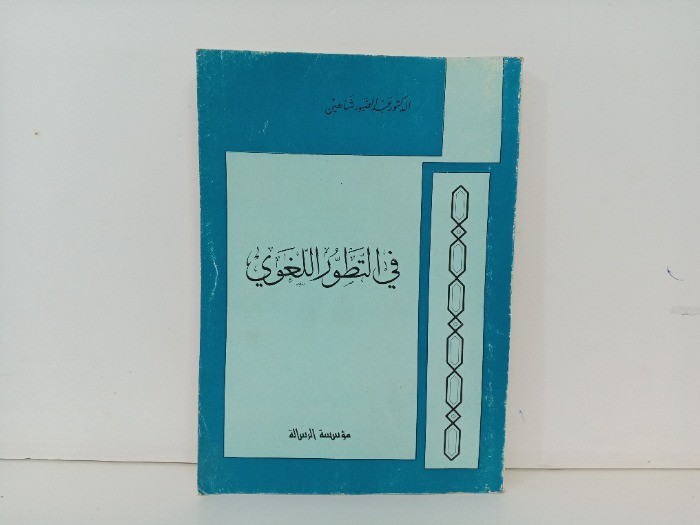 الدكتور عبد الصبور شاهين
في التطور اللغوي
مؤسسة الرسالة